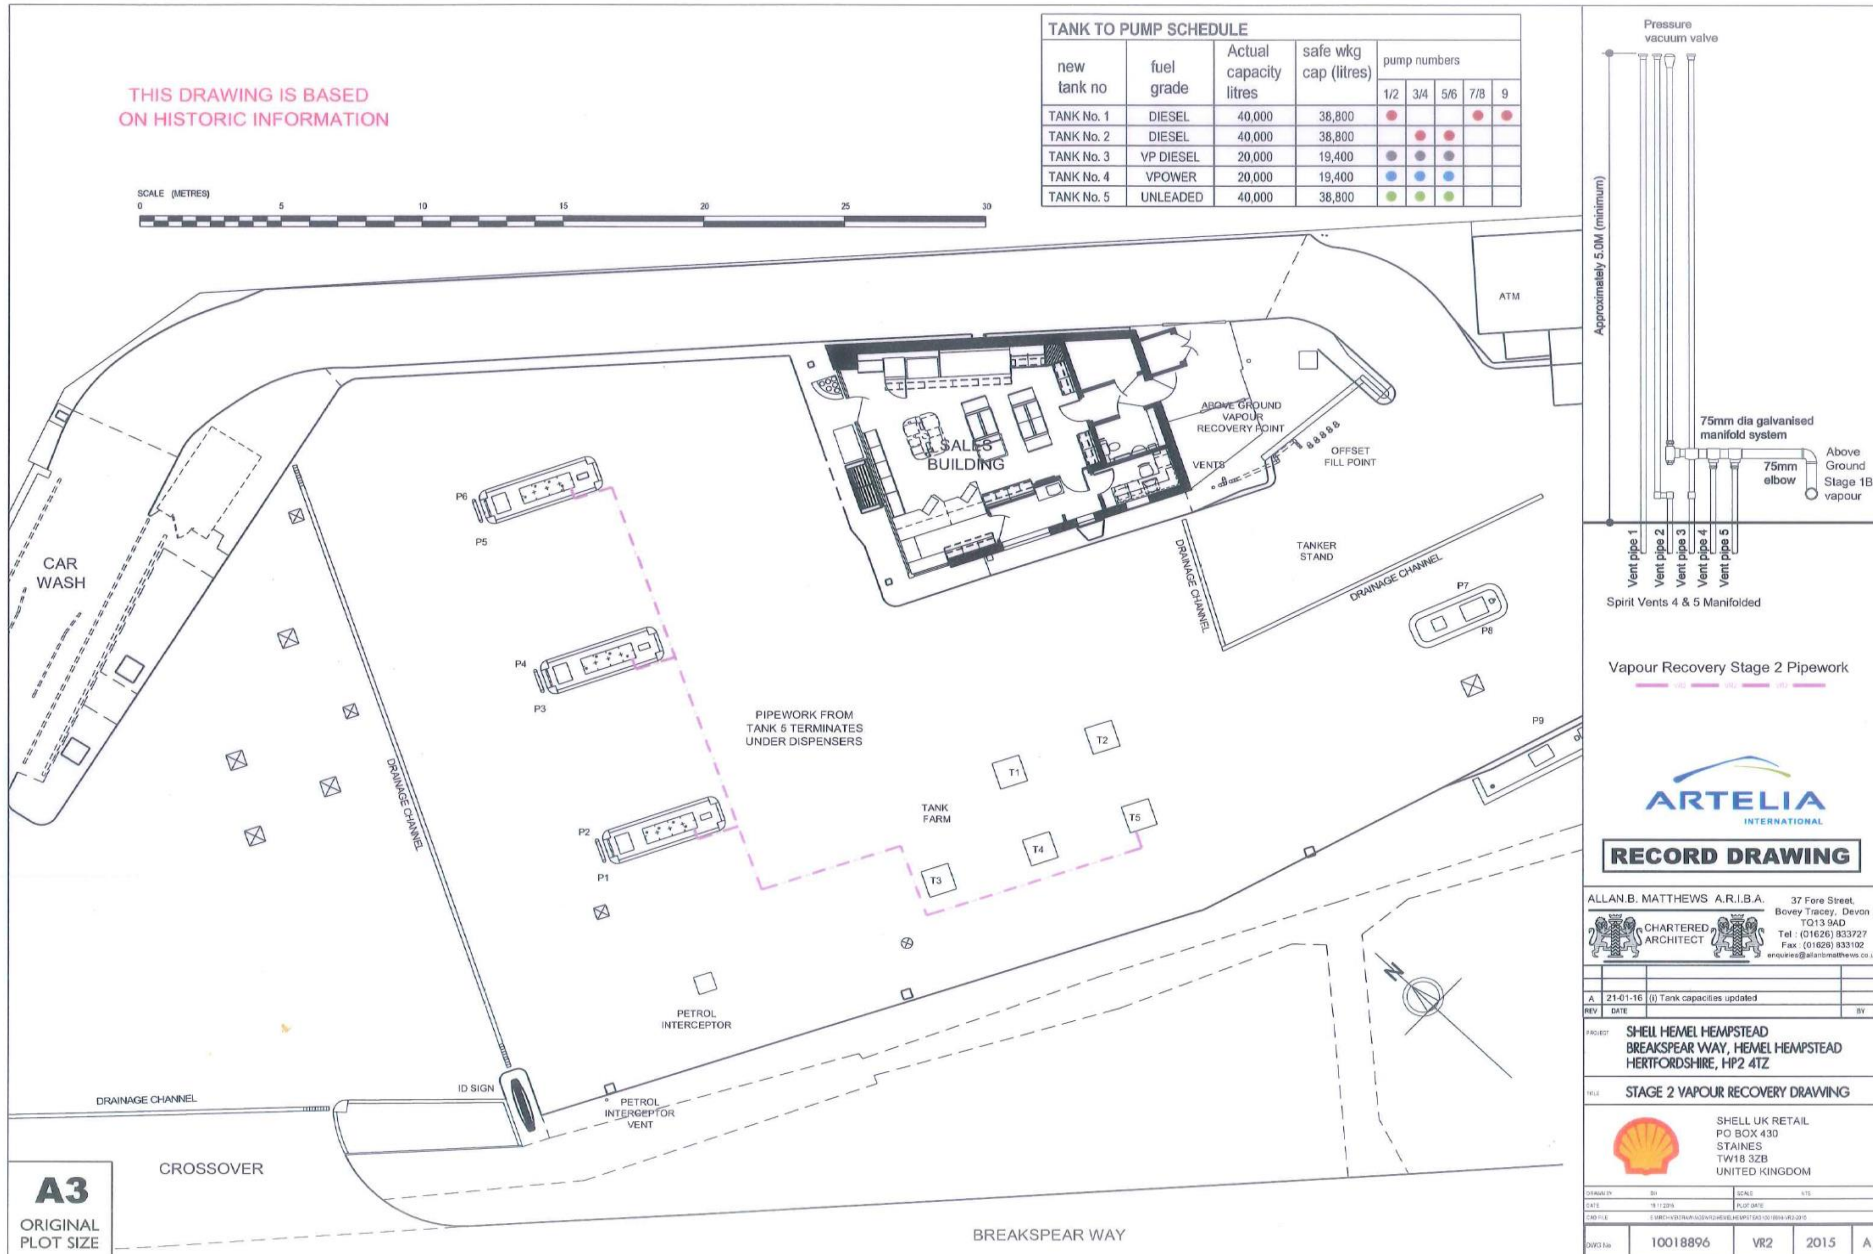 THIS DRAWING IS BASED
ON HISTORIC INFORMATION
SCALE (METRES)
0 5 10 15 20 25 30
TANK TO PUMP SCHEDULE
new tank no | fuel grade | Actual capacity litres | safe wkg cap (litres) | pump numbers
1/2 3/4 5/6 7/8 9
TANK No. 1 DIESEL 40,000 38,800
TANK No. 2 DIESEL 40,000 38,800
TANK No. 3 VP DIESEL 20,000 19,400
TANK No. 4 VPOWER 20,000 19,400
TANK No. 5 UNLEADED 40,000 38,800
ATM
ABOVE GROUND
VAPOUR
RECOVERY POINT
SALES
BUILDING
VENTS
OFFSET
FILL POINT
TANKER
STAND
DRAINAGE CHANNEL
DRAINAGE CHANNEL
P6
P5
CAR
WASH
P4
P3
P7
P8
P9
PIPEWORK FROM
TANK 5 TERMINATES
UNDER DISPENSERS
DRAINAGE CHANNEL
T2
T1
TANK
FARM
T5
T4
T3
P2
P1
PETROL
INTERCEPTOR
N
ID SIGN
PETROL
INTERCEPTOR
VENT
DRAINAGE CHANNEL
CROSSOVER
A3
ORIGINAL
PLOT SIZE
BREAKSPEAR WAY
Pressure
vacuum valve
Approximately 5.0M (minimum)
75mm dia galvanised
manifold system
75mm
elbow
Above
Ground
Stage 1B
vapour
Vent pipe 1
Vent pipe 2
Vent pipe 3
Vent pipe 4
Vent pipe 5
Spirit Vents 4 & 5 Manifolded
Vapour Recovery Stage 2 Pipework
ARTELIA
INTERNATIONAL
RECORD DRAWING
ALLAN.B. MATTHEWS A.R.I.B.A.
CHARTERED
ARCHITECT
37 Fore Street,
Bovey Tracey, Devon
TQ13 9AD
Tel : (01626) 833727
Fax : (01626) 833102
A 21-01-16 (i) Tank capacities updated
REV DATE BY
PROJECT
SHELL HEMEL HEMPSTEAD
BREAKSPEAR WAY, HEMEL HEMPSTEAD
HERTFORDSHIRE, HP2 4TZ
TITLE
STAGE 2 VAPOUR RECOVERY DRAWING
SHELL UK RETAIL
PO BOX 430
STAINES
TW18 3ZB
UNITED KINGDOM
DRAWN BY SCALE NTS
DATE PLOT DATE
CAD FILE
DWG No 10018896 VR2 2015 A